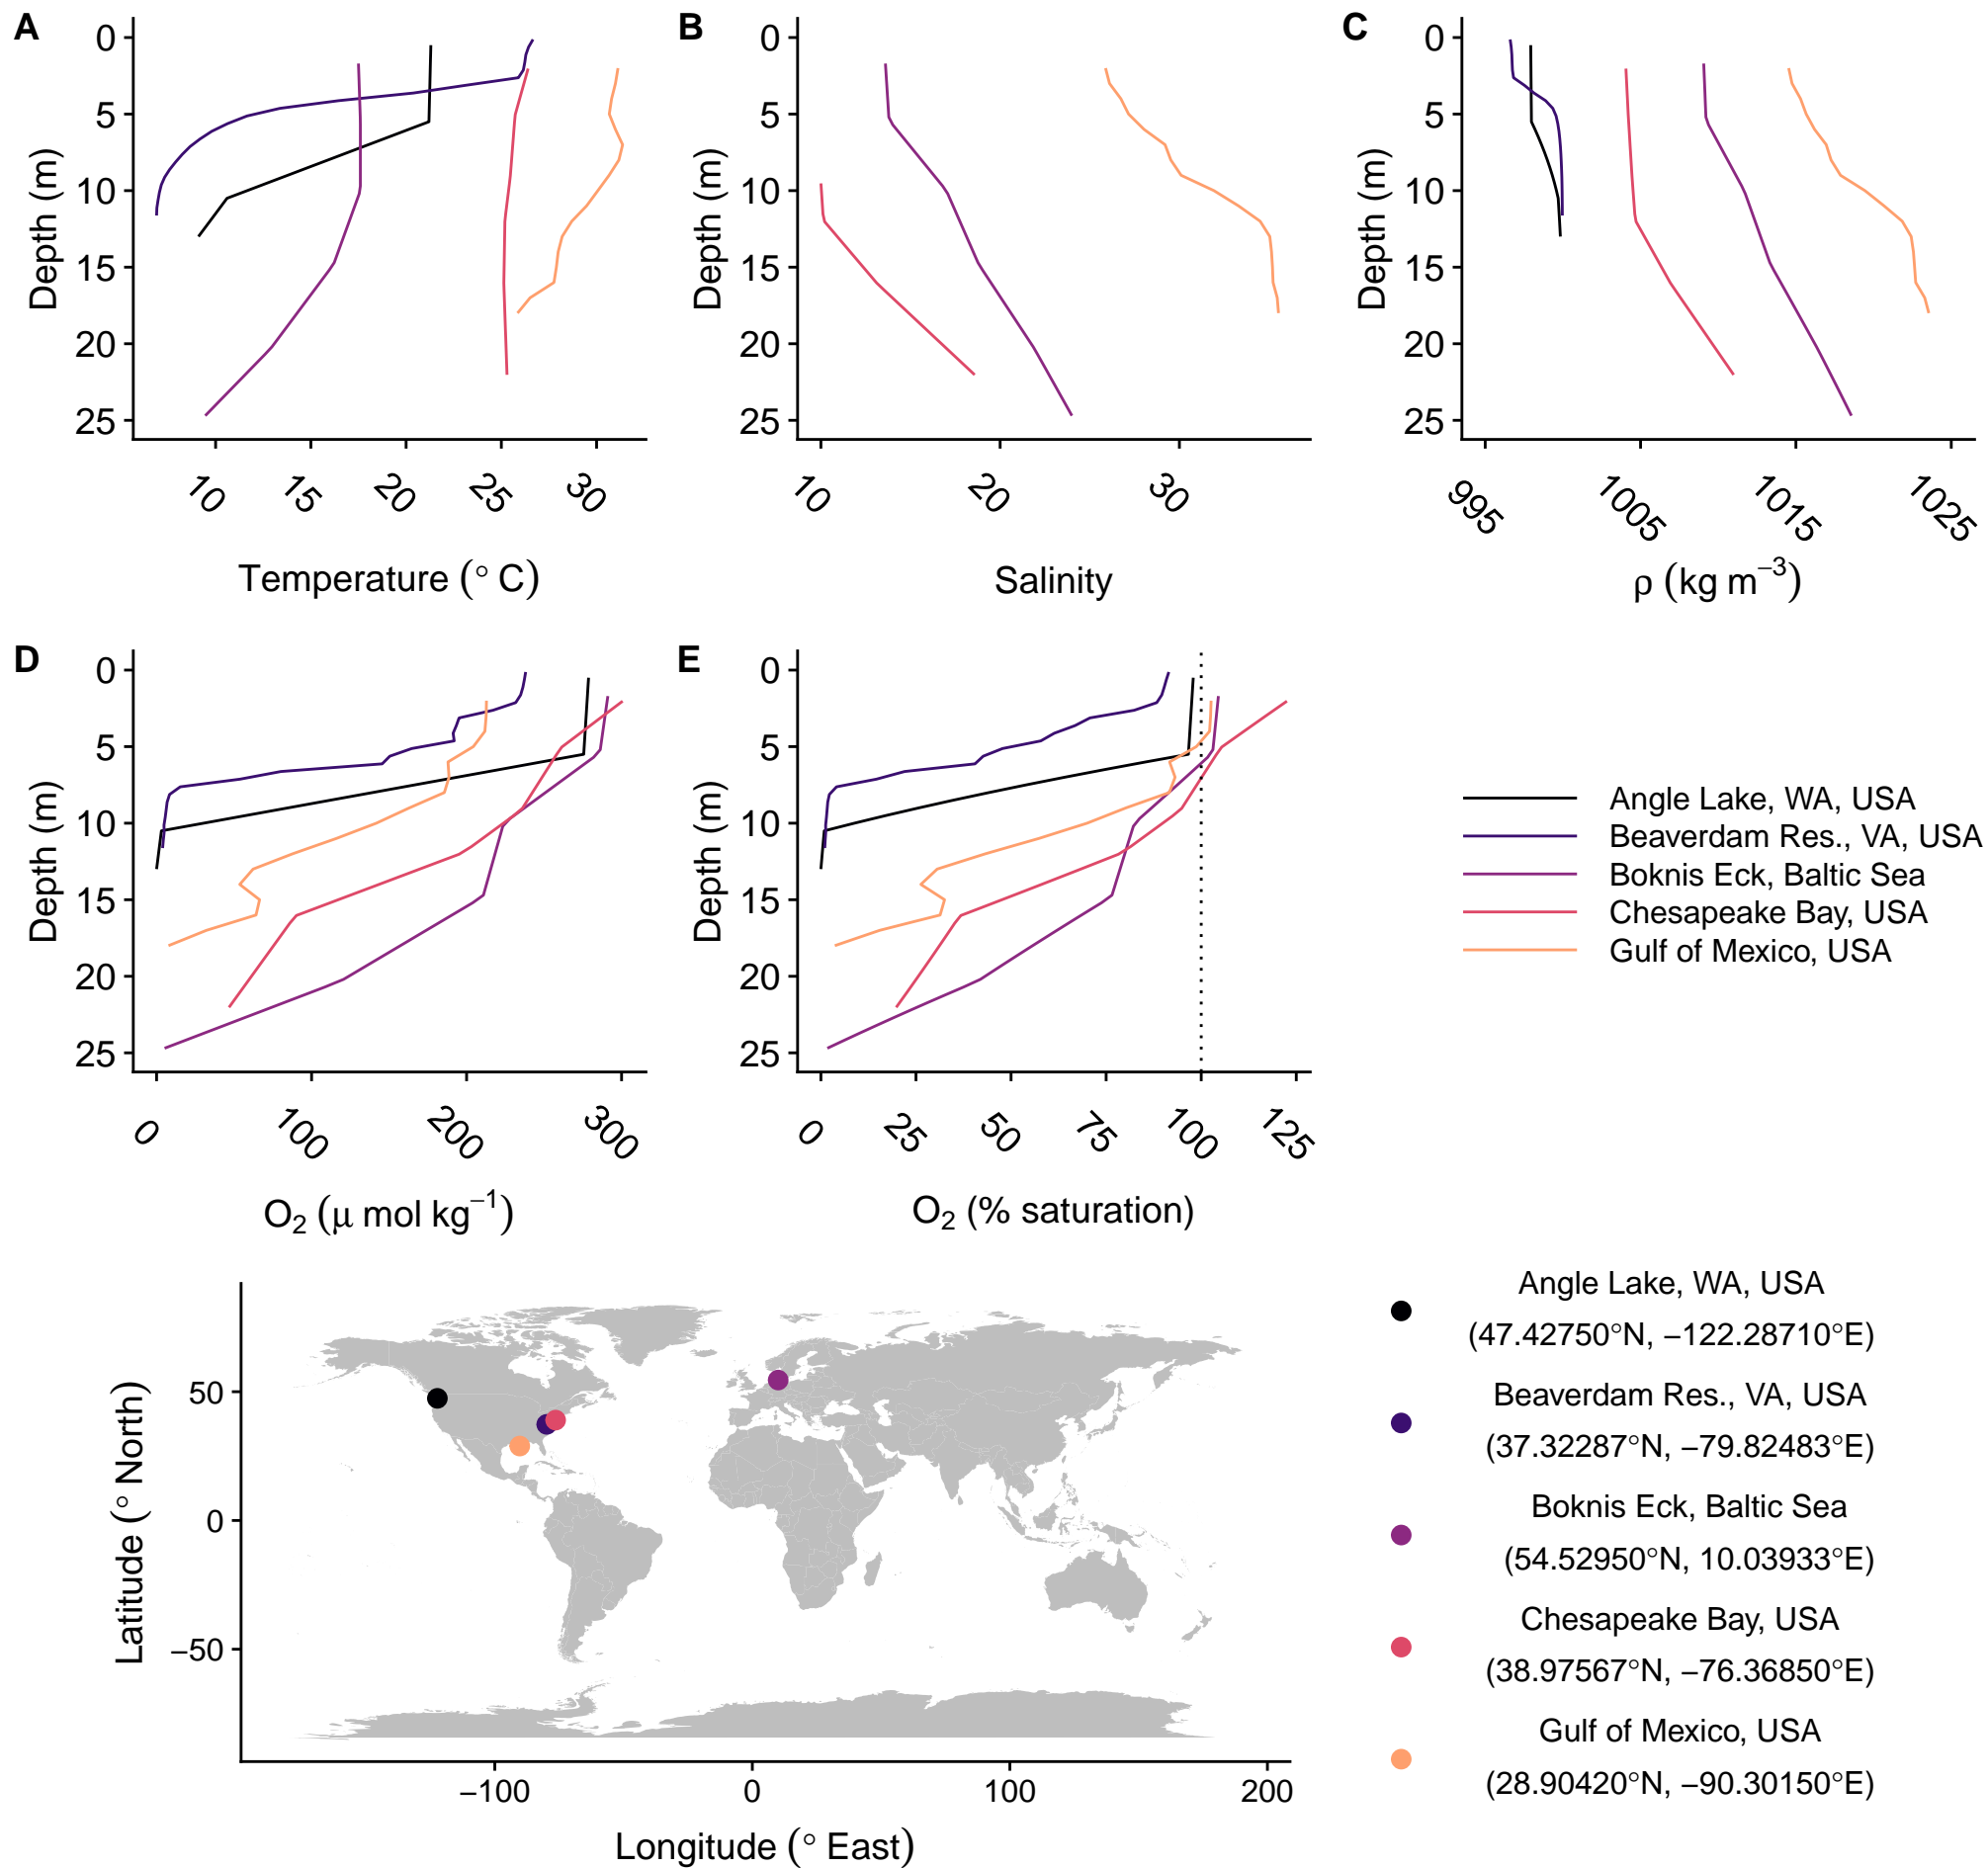 A
0
5
10
15
20
25
Depth (m)
10
15
20
25
30
Temperature (° C)
B
0
5
10
15
20
25
Depth (m)
10
20
30
Salinity
C
0
5
10
15
20
25
Depth (m)
995
1005
1015
1025
ρ (kg m⁻³)
D
0
5
10
15
20
25
Depth (m)
0
100
200
300
O₂ (μ mol kg⁻¹)
E
0
5
10
15
20
25
Depth (m)
0
25
50
75
100
125
O₂ (% saturation)
Angle Lake, WA, USA
Beaverdam Res., VA, USA
Boknis Eck, Baltic Sea
Chesapeake Bay, USA
Gulf of Mexico, USA
50
0
−50
Latitude (° North)
−100
0
100
200
Longitude (° East)
Angle Lake, WA, USA
(47.42750°N, −122.28710°E)
Beaverdam Res., VA, USA
(37.32287°N, −79.82483°E)
Boknis Eck, Baltic Sea
(54.52950°N, 10.03933°E)
Chesapeake Bay, USA
(38.97567°N, −76.36850°E)
Gulf of Mexico, USA
(28.90420°N, −90.30150°E)